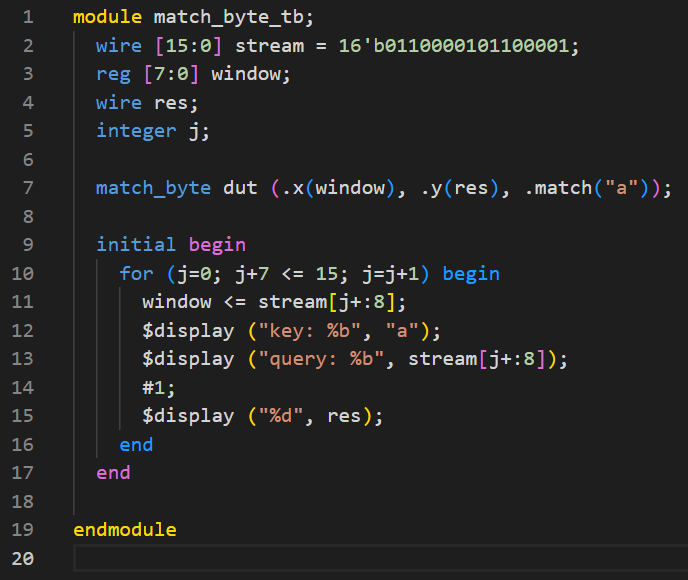 1 module match_byte_tb;
2 wire [15:0] stream = 16'b0110000101100001;
3 reg [7:0] window;
4 wire res;
5 integer j;
6
7 match_byte dut (.x(window), .y(res), .match("a"));
8
9 initial begin
10 for (j=0; j+7 <= 15; j=j+1) begin
11 window <= stream[j+:8];
12 $display ("key: %b", "a");
13 $display ("query: %b", stream[j+:8]);
14 #1;
15 $display ("%d", res);
16 end
17 end
18
19 endmodule
20